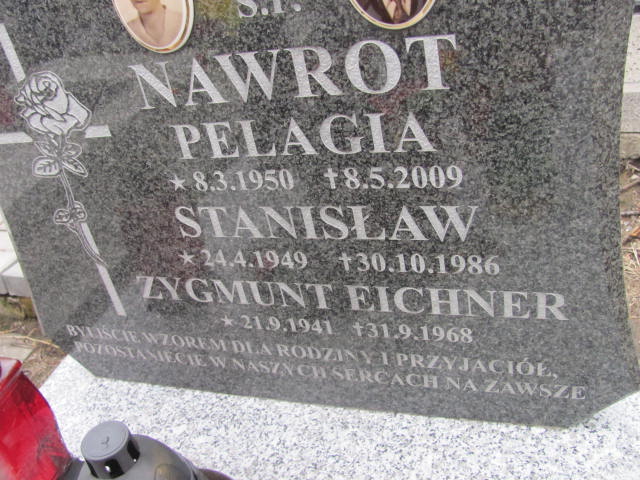 Ś.P.
NAWROT
PELAGIA
★ 8.3.1950 ✝ 8.5.2009
STANISŁAW
★ 24.4.1949 ✝ 30.10.1986
ZYGMUNT EICHNER
★ 21.9.1941 ✝ 31.9.1968
BYLIŚCIE WZOREM DLA RODZINY I PRZYJACIÓŁ,
POZOSTANIECIE W NASZYCH SERCACH NA ZAWSZE